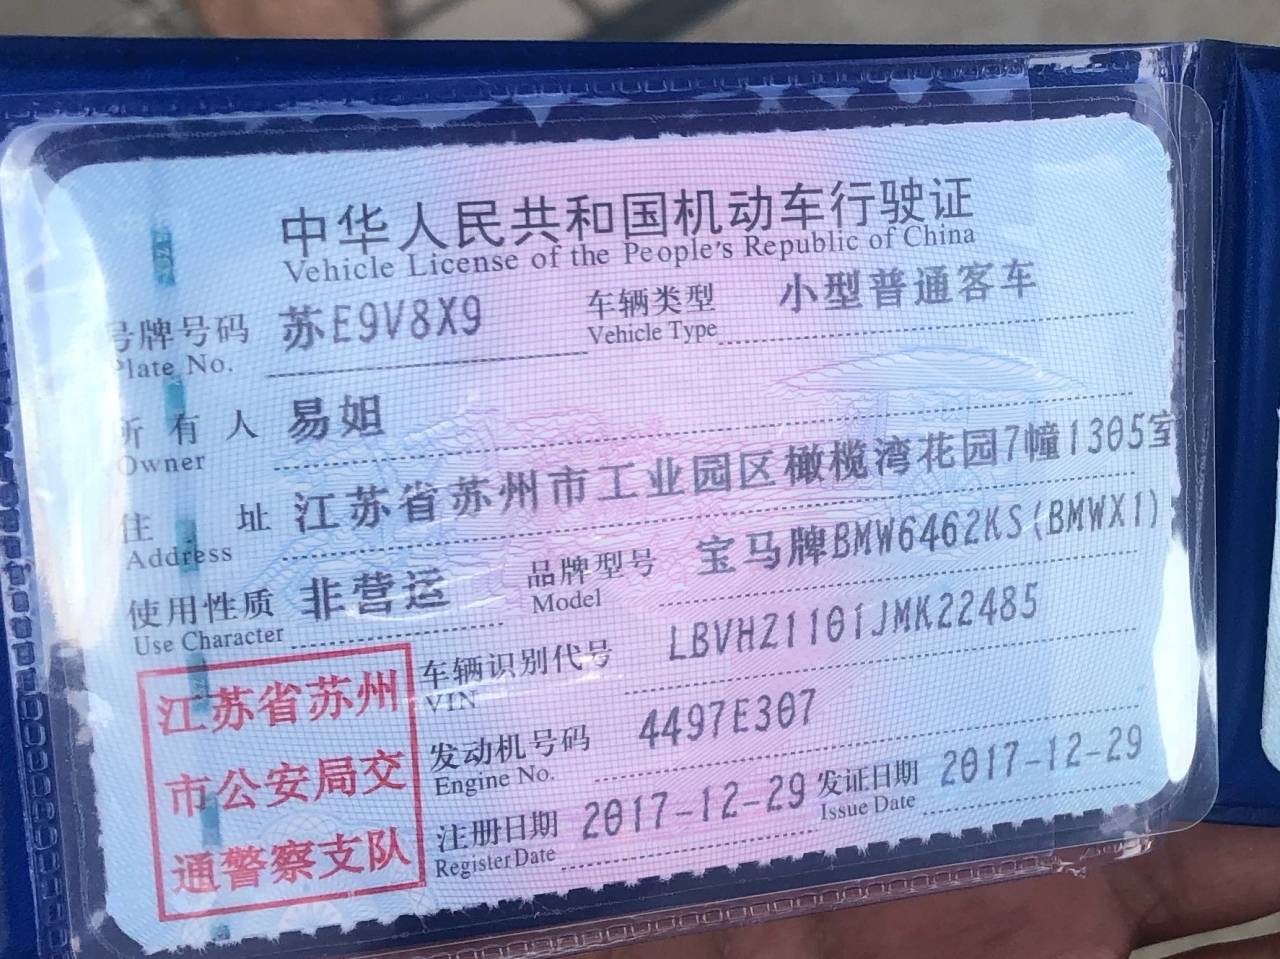 中华人民共和国机动车行驶证
Vehicle License of the People's Republic of China
号牌号码 苏E9V8X9 车辆类型 小型普通客车
Plate No. Vehicle Type
所有人 易妲
Owner
住址 江苏省苏州市工业园区橄榄湾花园7幢1305室
Address
使用性质 非营运 品牌型号 宝马牌BMW6462KS(BMWX1)
Use Character Model
车辆识别代号 LBVHZ1101JMK22485
VIN
发动机号码 4497E307
Engine No.
注册日期 2017-12-29 发证日期 2017-12-29
Register Date Issue Date
江苏省苏州
市公安局交
通警察支队